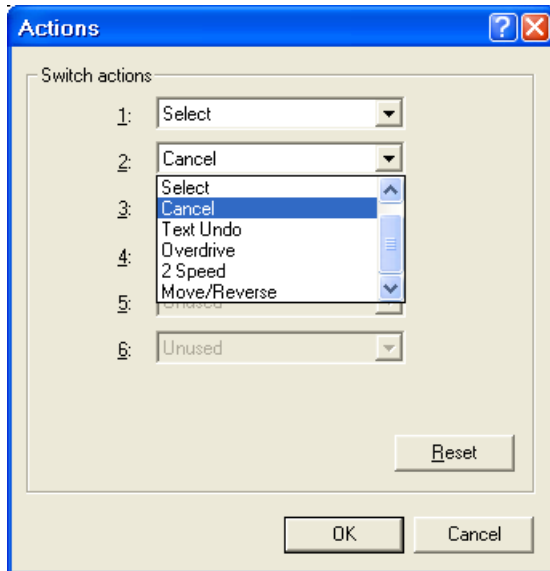 Actions
Switch actions
1: Select
2: Cancel
Select
Cancel
3: Text Undo
Overdrive
4: 2 Speed
Move/Reverse
5: Unused
6: Unused
Reset
OK Cancel